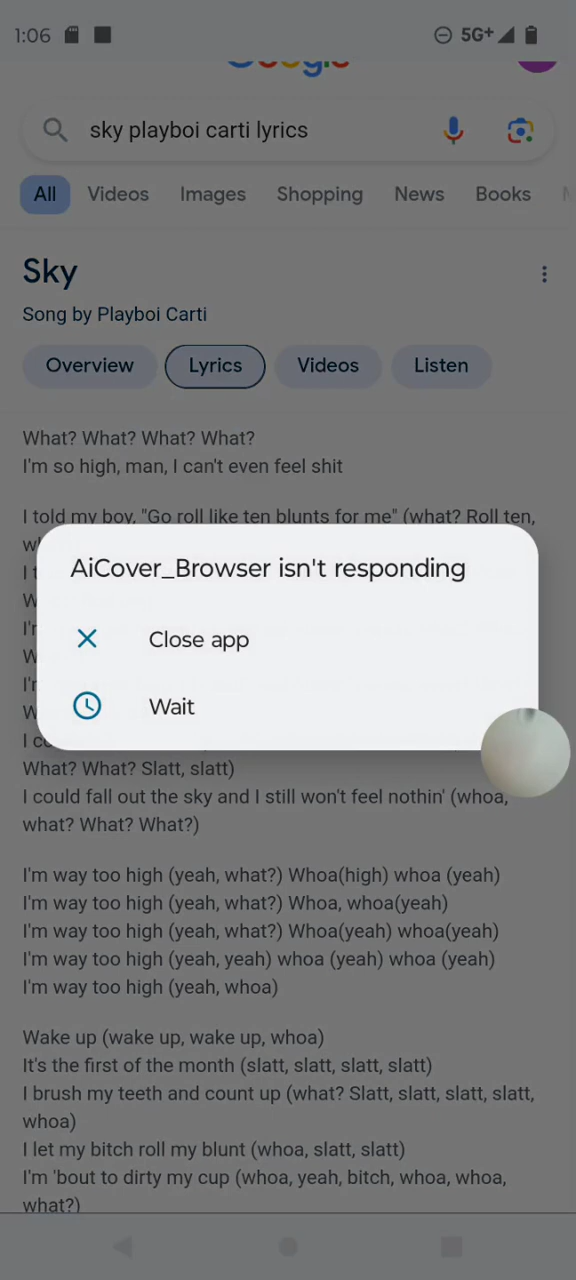 1:06 5G+
Google
sky playboi carti lyrics
All Videos Images Shopping News Books
Sky
Song by Playboi Carti
Overview Lyrics Videos Listen
What? What? What? What?
I'm so high, man, I can't even feel shit
I told my boy, "Go roll like ten blunts for me" (what? Roll ten,
AiCover_Browser isn't responding
Close app
Wait
What? What? Slatt, slatt)
I could fall out the sky and I still won't feel nothin' (whoa,
what? What? What?)
I'm way too high (yeah, what?) Whoa(high) whoa (yeah)
I'm way too high (yeah, what?) Whoa, whoa(yeah)
I'm way too high (yeah, what?) Whoa(yeah) whoa(yeah)
I'm way too high (yeah, yeah) whoa (yeah) whoa (yeah)
I'm way too high (yeah, whoa)
Wake up (wake up, wake up, whoa)
It's the first of the month (slatt, slatt, slatt, slatt)
I brush my teeth and count up (what? Slatt, slatt, slatt, slatt,
whoa)
I let my bitch roll my blunt (whoa, slatt, slatt)
I'm 'bout to dirty my cup (whoa, yeah, bitch, whoa, whoa,
what?)